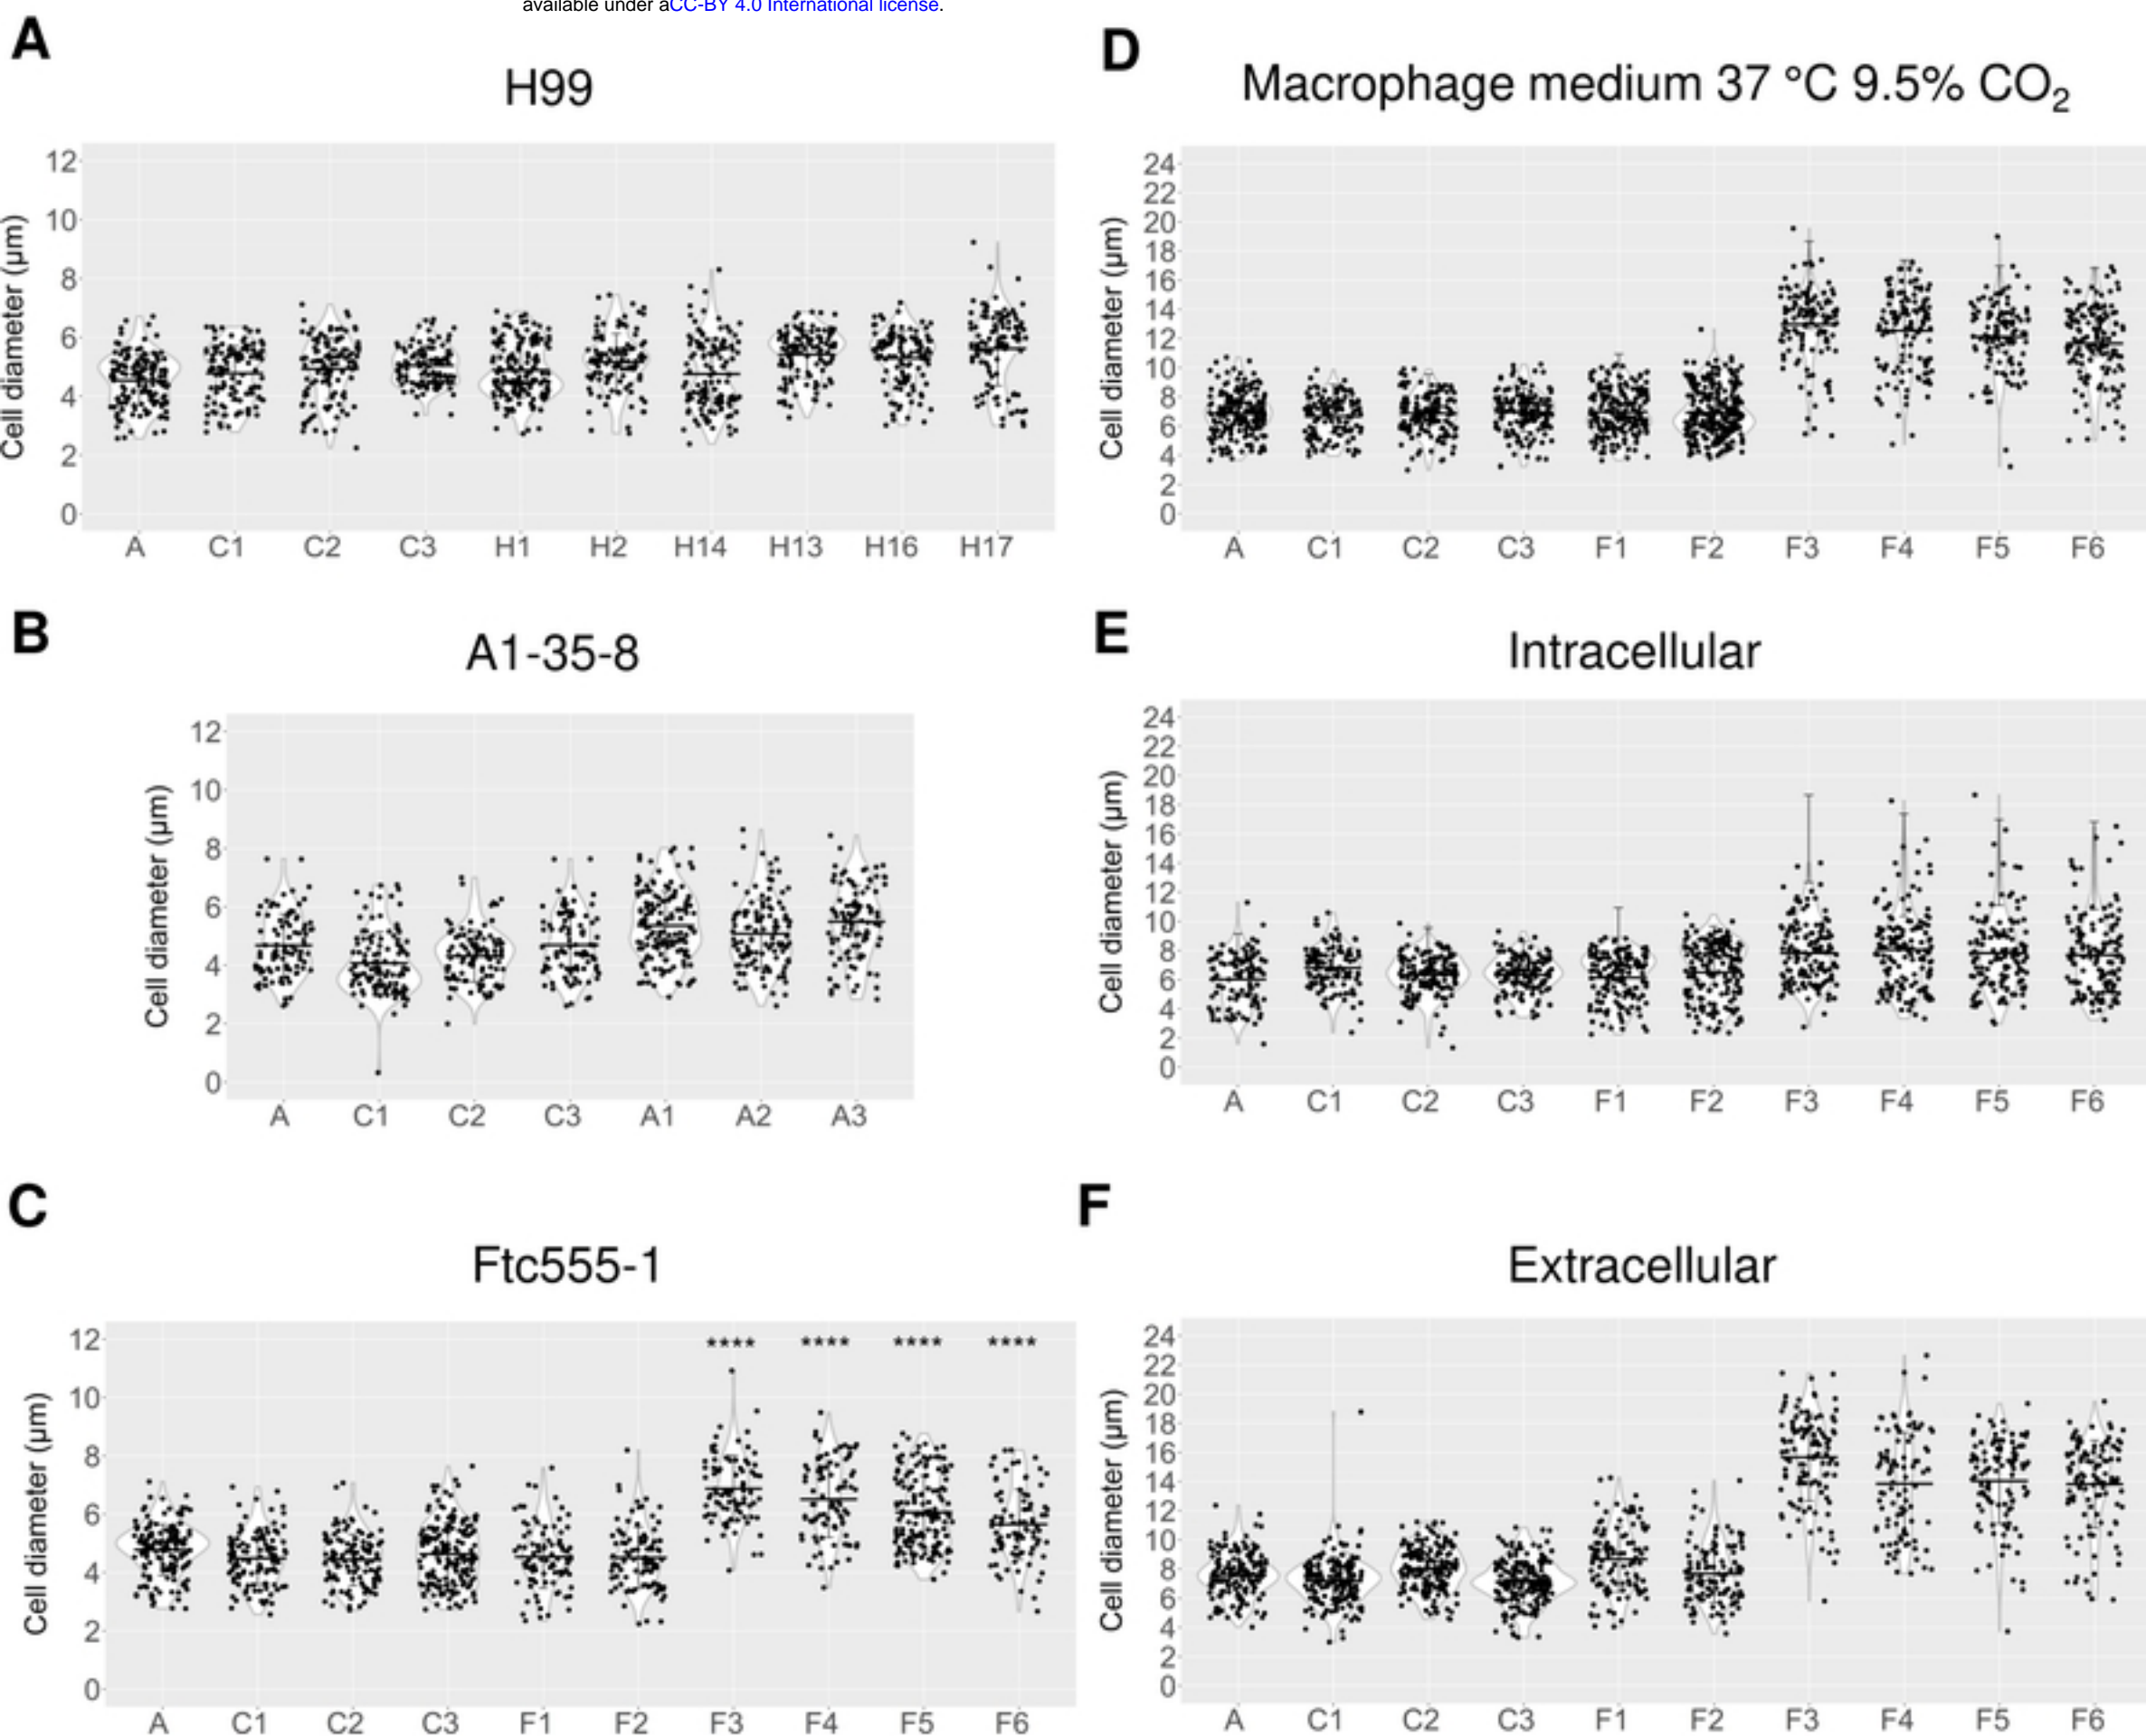 available under aCC-BY 4.0 International license.
A
H99
Cell diameter (µm)
12
10
8
6
4
2
0
A C1 C2 C3 H1 H2 H14 H13 H16 H17
B
A1-35-8
Cell diameter (µm)
12
10
8
6
4
2
0
A C1 C2 C3 A1 A2 A3
C
Ftc555-1
Cell diameter (µm)
12
10
8
6
4
2
0
**** **** **** ****
A C1 C2 C3 F1 F2 F3 F4 F5 F6
D
Macrophage medium 37 °C 9.5% CO₂
Cell diameter (µm)
24
22
20
18
16
14
12
10
8
6
4
2
0
A C1 C2 C3 F1 F2 F3 F4 F5 F6
E
Intracellular
Cell diameter (µm)
24
22
20
18
16
14
12
10
8
6
4
2
0
A C1 C2 C3 F1 F2 F3 F4 F5 F6
F
Extracellular
Cell diameter (µm)
24
22
20
18
16
14
12
10
8
6
4
2
0
A C1 C2 C3 F1 F2 F3 F4 F5 F6